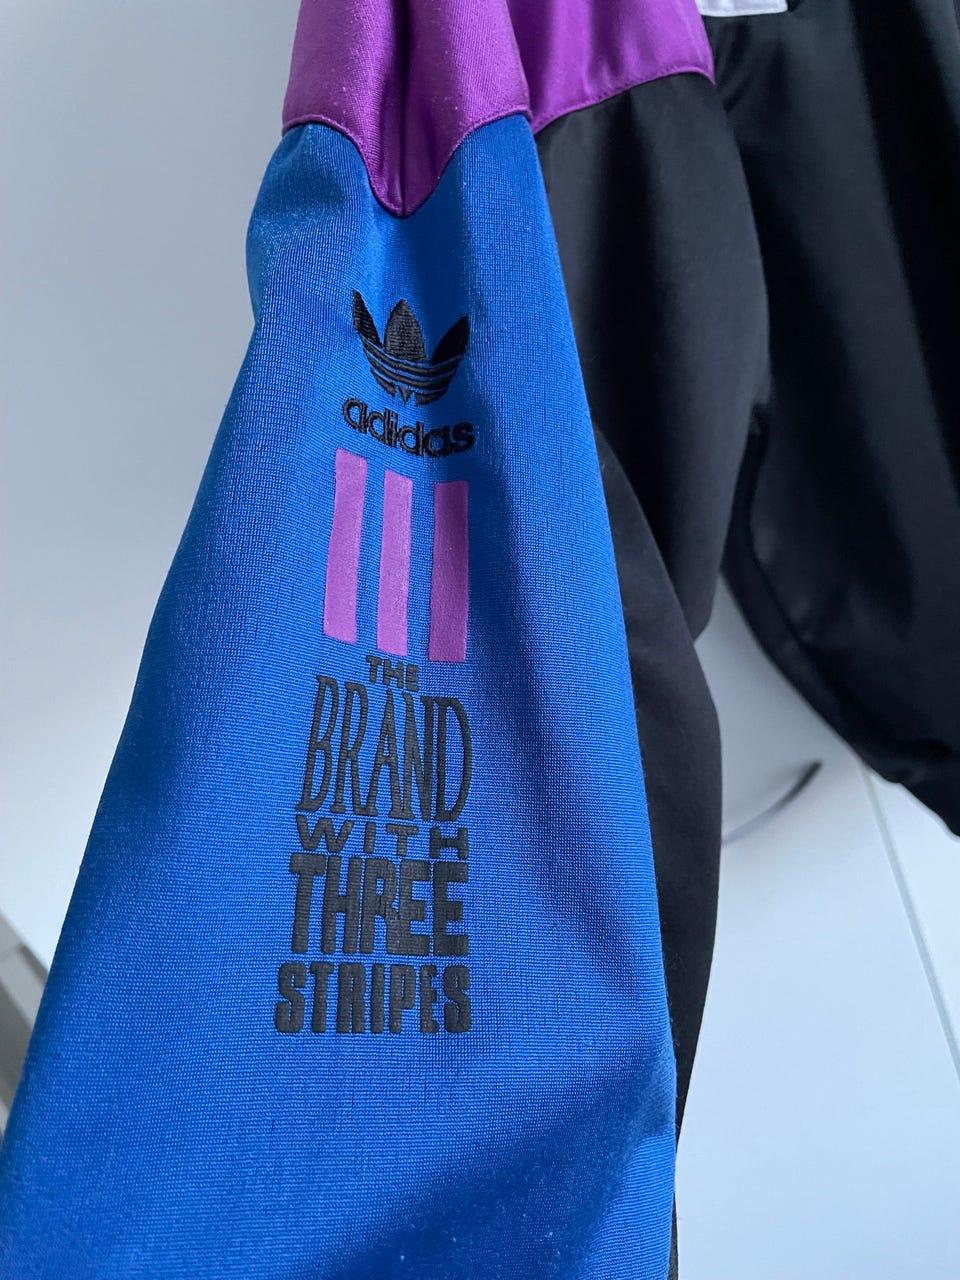 adidas
THE
BRAND
WITH
THREE
STRIPES